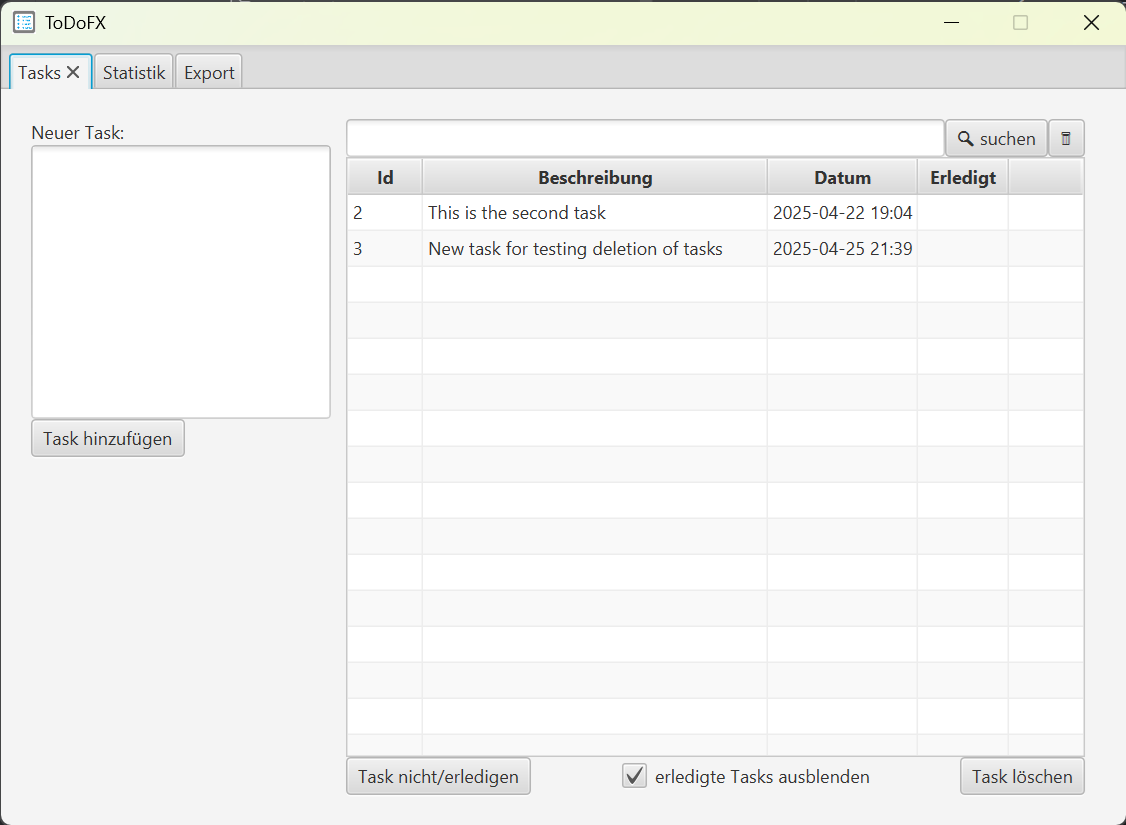 ToDoFX
Tasks Statistik Export
Neuer Task:
suchen
Id Beschreibung Datum Erledigt
2 This is the second task 2025-04-22 19:04
3 New task for testing deletion of tasks 2025-04-25 21:39
Task hinzufügen
Task nicht/erledigen erledigte Tasks ausblenden Task löschen